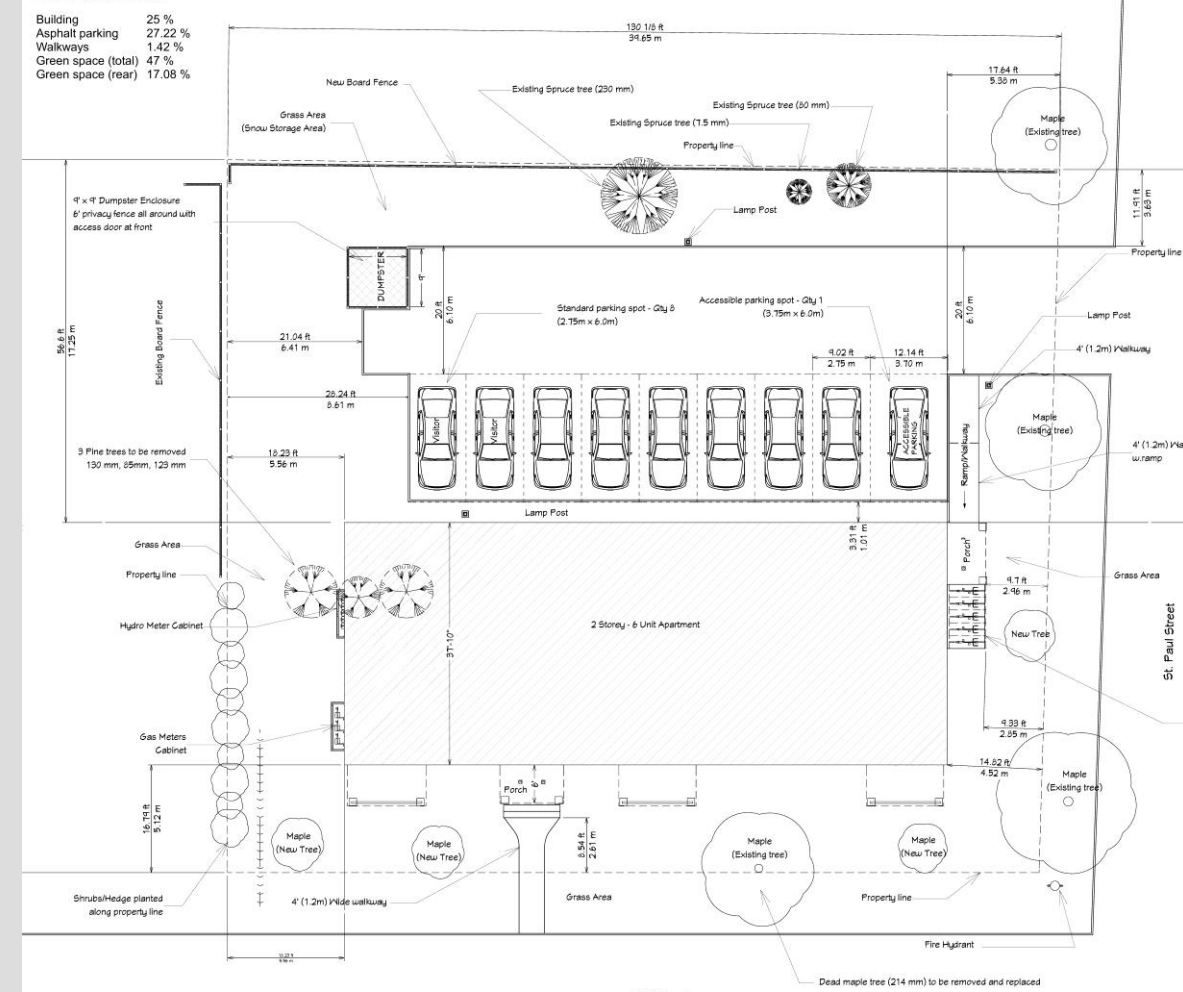 Building 25 %
Asphalt parking 27.22 %
Walkways 1.42 %
Green space (total) 47 %
Green space (rear) 17.08 %
130 1/8 ft
39.65 m
17.64 ft
5.38 m
New Board Fence
Existing Spruce tree (230 mm)
Existing Spruce tree (80 mm)
Existing Spruce tree (7.5 mm)
Grass Area
(Snow Storage Area)
Property line
Maple
(Existing tree)
9' x 9' Dumpster Enclosure
6' privacy fence all around with
access door at front
Lamp Post
11.91 ft
3.63 m
Property line
DUMPSTER
9'
20 ft
6.10 m
Standard parking spot - Qty 8
(2.75m x 6.0m)
Accessible parking spot - Qty 1
(3.75m x 6.0m)
20 ft
6.10 m
Lamp Post
4' (1.2m) Walkway
56.6 ft
17.25 m
Existing Board Fence
21.04 ft
6.41 m
9.02 ft
2.75 m
12.14 ft
3.70 m
28.24 ft
8.61 m
Visitor
Visitor
ACCESSIBLE
PARKING
Ramp/Walkway
Maple
(Existing tree)
4' (1.2m) Wa
w.ramp
3 Pine trees to be removed
130 mm, 85mm, 123 mm
18.23 ft
5.56 m
Lamp Post
3.31 ft
1.01 m
Grass Area
Property line
Porch
Grass Area
9.7 ft
2.96 m
Hydro Meter Cabinet
37'-10"
2 Storey - 6 Unit Apartment
New Tree
St. Paul Street
Gas Meters
Cabinet
9.33 ft
2.85 m
14.82 ft
4.52 m
Porch
6'
Maple
(Existing tree)
16.79 ft
5.12 m
8.54 ft
2.61 m
Maple
(New Tree)
Maple
(New Tree)
Maple
(Existing tree)
Maple
(New Tree)
Shrubs/Hedge planted
along property line
4' (1.2m) Wide walkway
Grass Area
Property line
Fire Hydrant
Dead maple tree (214 mm) to be removed and replaced